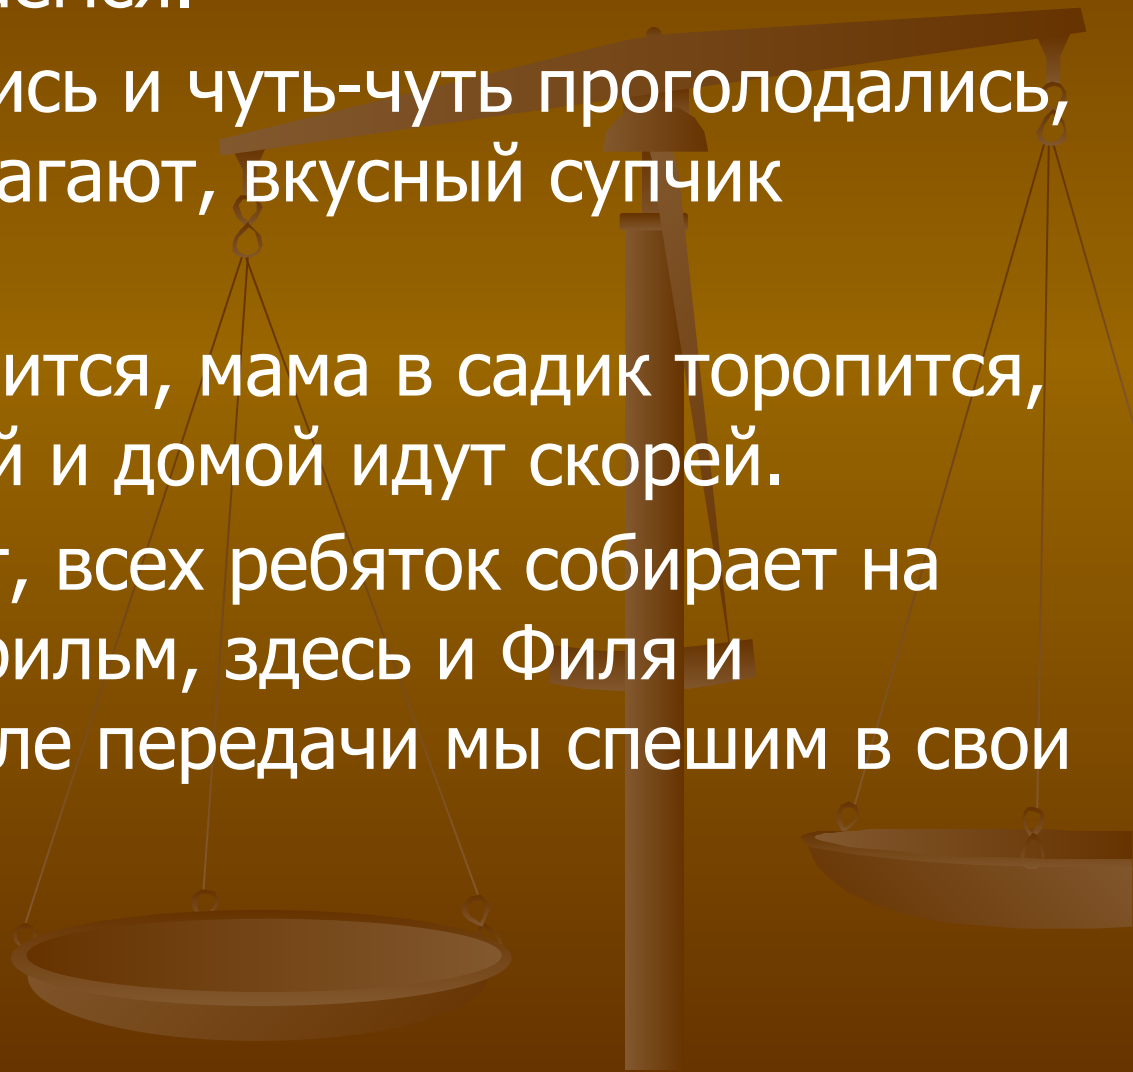 ись и чуть-чуть проголодались,
агают, вкусный супчик
ится, мама в садик торопится,
й и домой идут скорей.
т, всех ребяток собирает на
ильм, здесь и Филя и
ле передачи мы спешим в свои